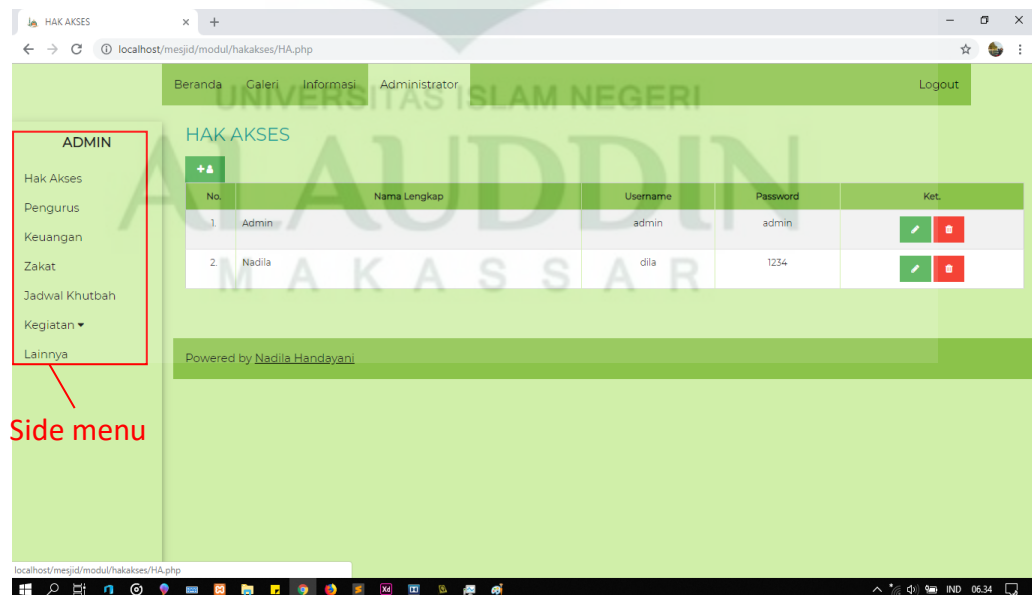 HAK AKSES
localhost/mesjid/modul/hakakses/HA.php
Beranda Galeri Informasi Administrator Logout
UNIVERSITAS ISLAM NEGERI
ALAUDDIN
MAKASSAR
ADMIN
Hak Akses
Pengurus
Keuangan
Zakat
Jadwal Khutbah
Kegiatan
Lainnya
Side menu
HAK AKSES
No. Nama Lengkap Username Password Ket.
1. Admin admin admin
2. Nadila dila 1234
Powered by Nadila Handayani
localhost/mesjid/modul/hakakses/HA.php
IND 06.34